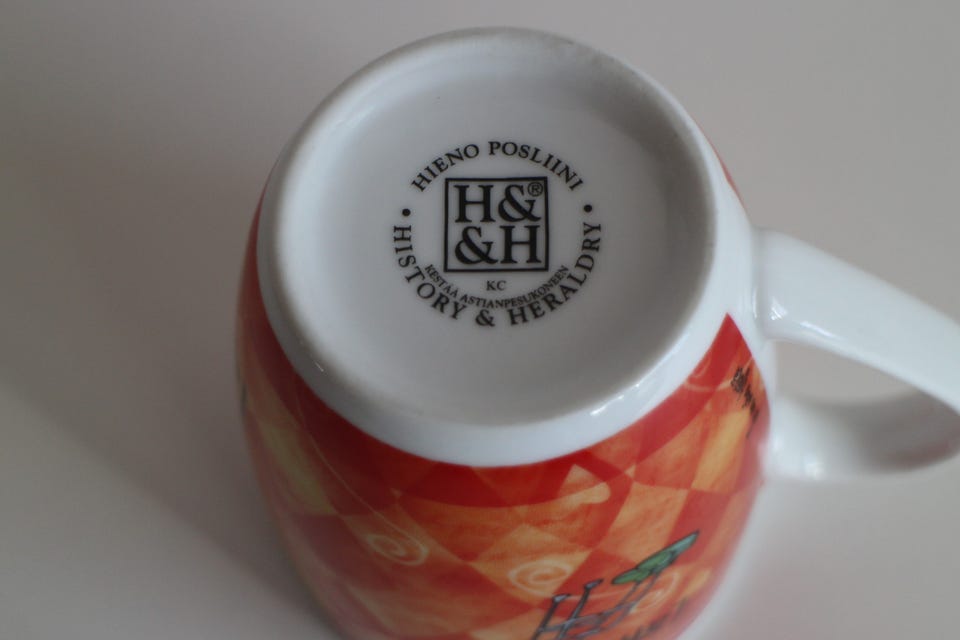 HIENO POSLIINI
H&®
&H
KC
KESTÄÄ ASTIANPESUKONEEN
• HISTORY & HERALDRY •